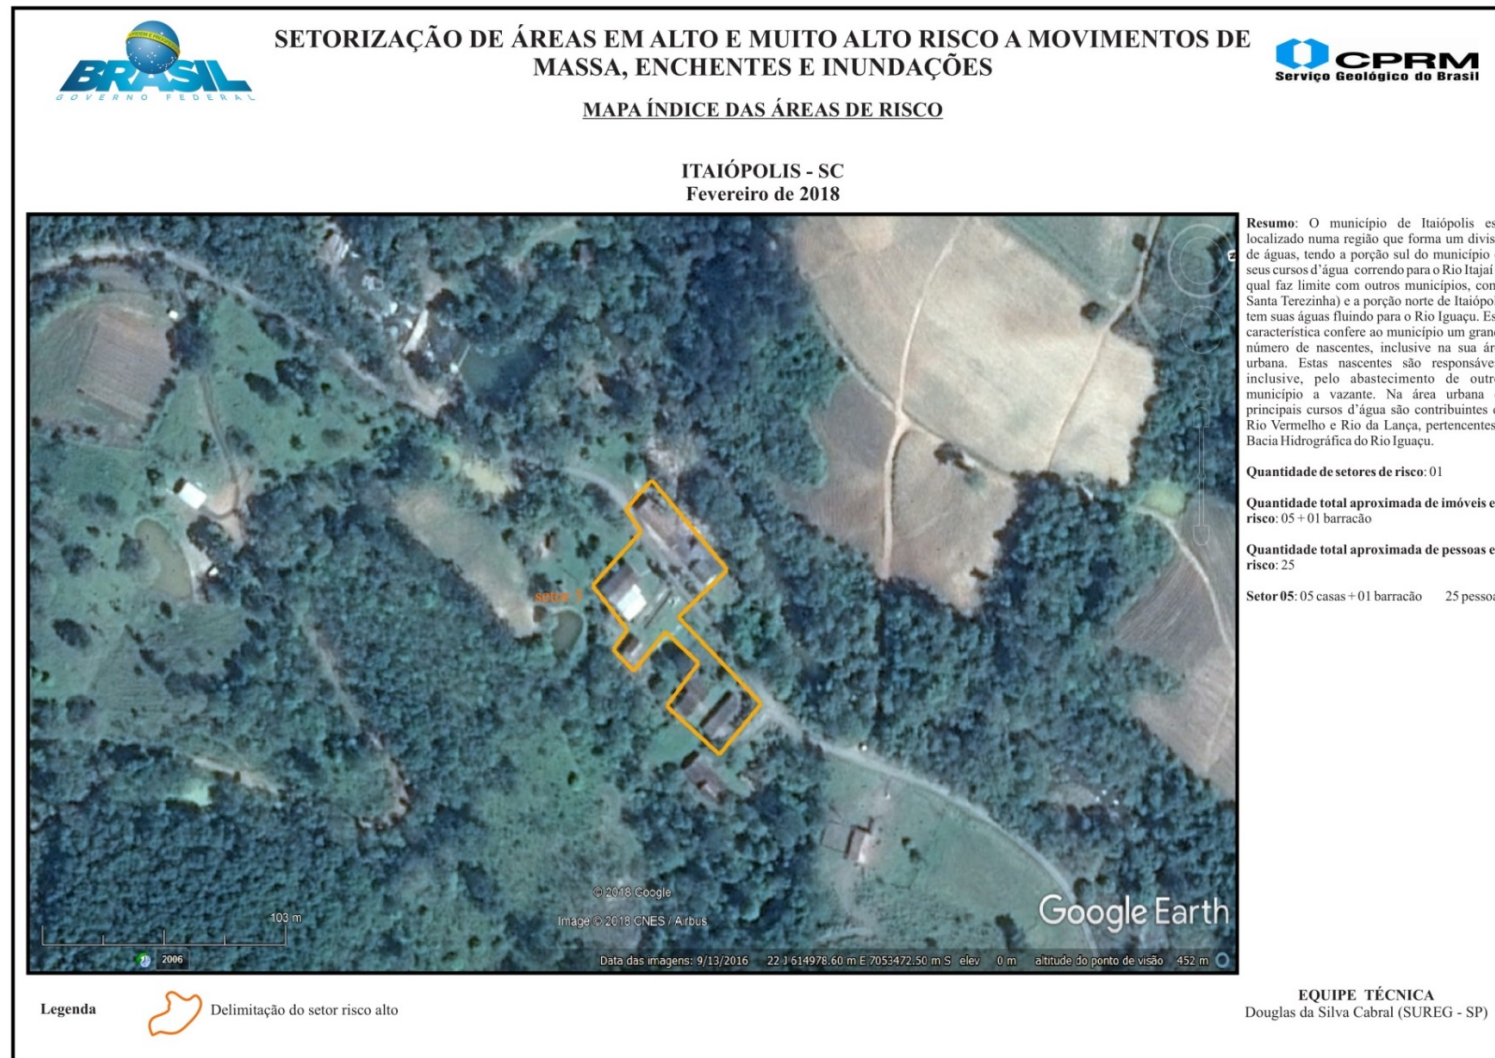 BRASIL
GOVERNO FEDERAL
SETORIZAÇÃO DE ÁREAS EM ALTO E MUITO ALTO RISCO A MOVIMENTOS DE
MASSA, ENCHENTES E INUNDAÇÕES
MAPA ÍNDICE DAS ÁREAS DE RISCO
CPRM
Serviço Geológico do Brasil
ITAIÓPOLIS - SC
Fevereiro de 2018
Resumo: O município de Itaiópolis es
localizado numa região que forma um divis
de águas, tendo a porção sul do município
seus cursos d'água correndo para o Rio Itajaí
qual faz limite com outros municípios, com
Santa Terezinha) e a porção norte de Itaiópol
tem suas águas fluindo para o Rio Iguaçu. Es
característica confere ao município um grand
número de nascentes, inclusive na sua áre
urbana. Estas nascentes são responsáve
inclusive, pelo abastecimento de outr
município a vazante. Na área urbana
principais cursos d'água são contribuintes
Rio Vermelho e Rio da Lança, pertencentes
Bacia Hidrográfica do Rio Iguaçu.
Quantidade de setores de risco: 01
Quantidade total aproximada de imóveis e
risco: 05 + 01 barracão
Quantidade total aproximada de pessoas e
risco: 25
Setor 05: 05 casas + 01 barracão 25 pessoa
setor 5
© 2018 Google
Image © 2018 CNES / Airbus
Google Earth
103 m
2006
Data das imagens: 9/13/2016 22 J 614978.60 m E 7053472.50 m S elev 0 m altitude do ponto de visão 452 m
Legenda
Delimitação do setor risco alto
EQUIPE TÉCNICA
Douglas da Silva Cabral (SUREG - SP)